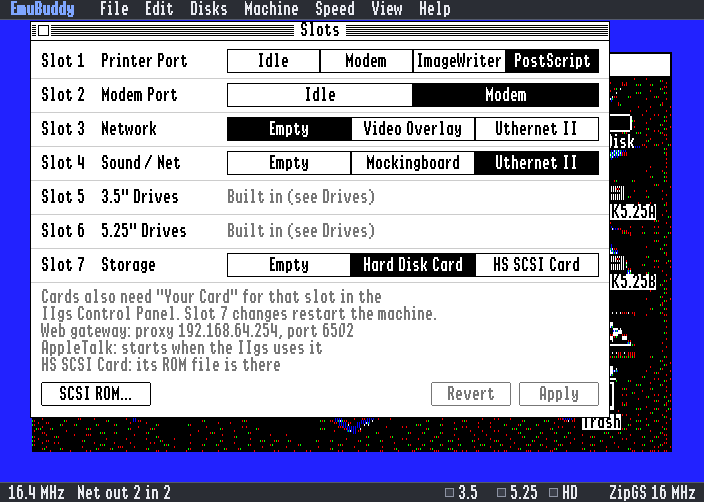 EmuBuddy File Edit Disks Machine Speed View Help
Slots
Slot 1 Printer Port Idle Modem ImageWriter PostScript
Slot 2 Modem Port Idle Modem
Slot 3 Network Empty Video Overlay Uthernet II
Slot 4 Sound / Net Empty Mockingboard Uthernet II
Slot 5 3.5" Drives Built in (see Drives)
Slot 6 5.25" Drives Built in (see Drives)
Slot 7 Storage Empty Hard Disk Card HS SCSI Card
Disk
K5.25A
K5.25B
Cards also need "Your Card" for that slot in the
IIgs Control Panel. Slot 7 changes restart the machine.
Web gateway: proxy 192.168.64.254, port 6502
AppleTalk: starts when the IIgs uses it
HS SCSI Card: its ROM file is there
SCSI ROM... Revert Apply
Trash
16.4 MHz Net out 2 in 2 3.5 5.25 HD ZipGS 16 MHz